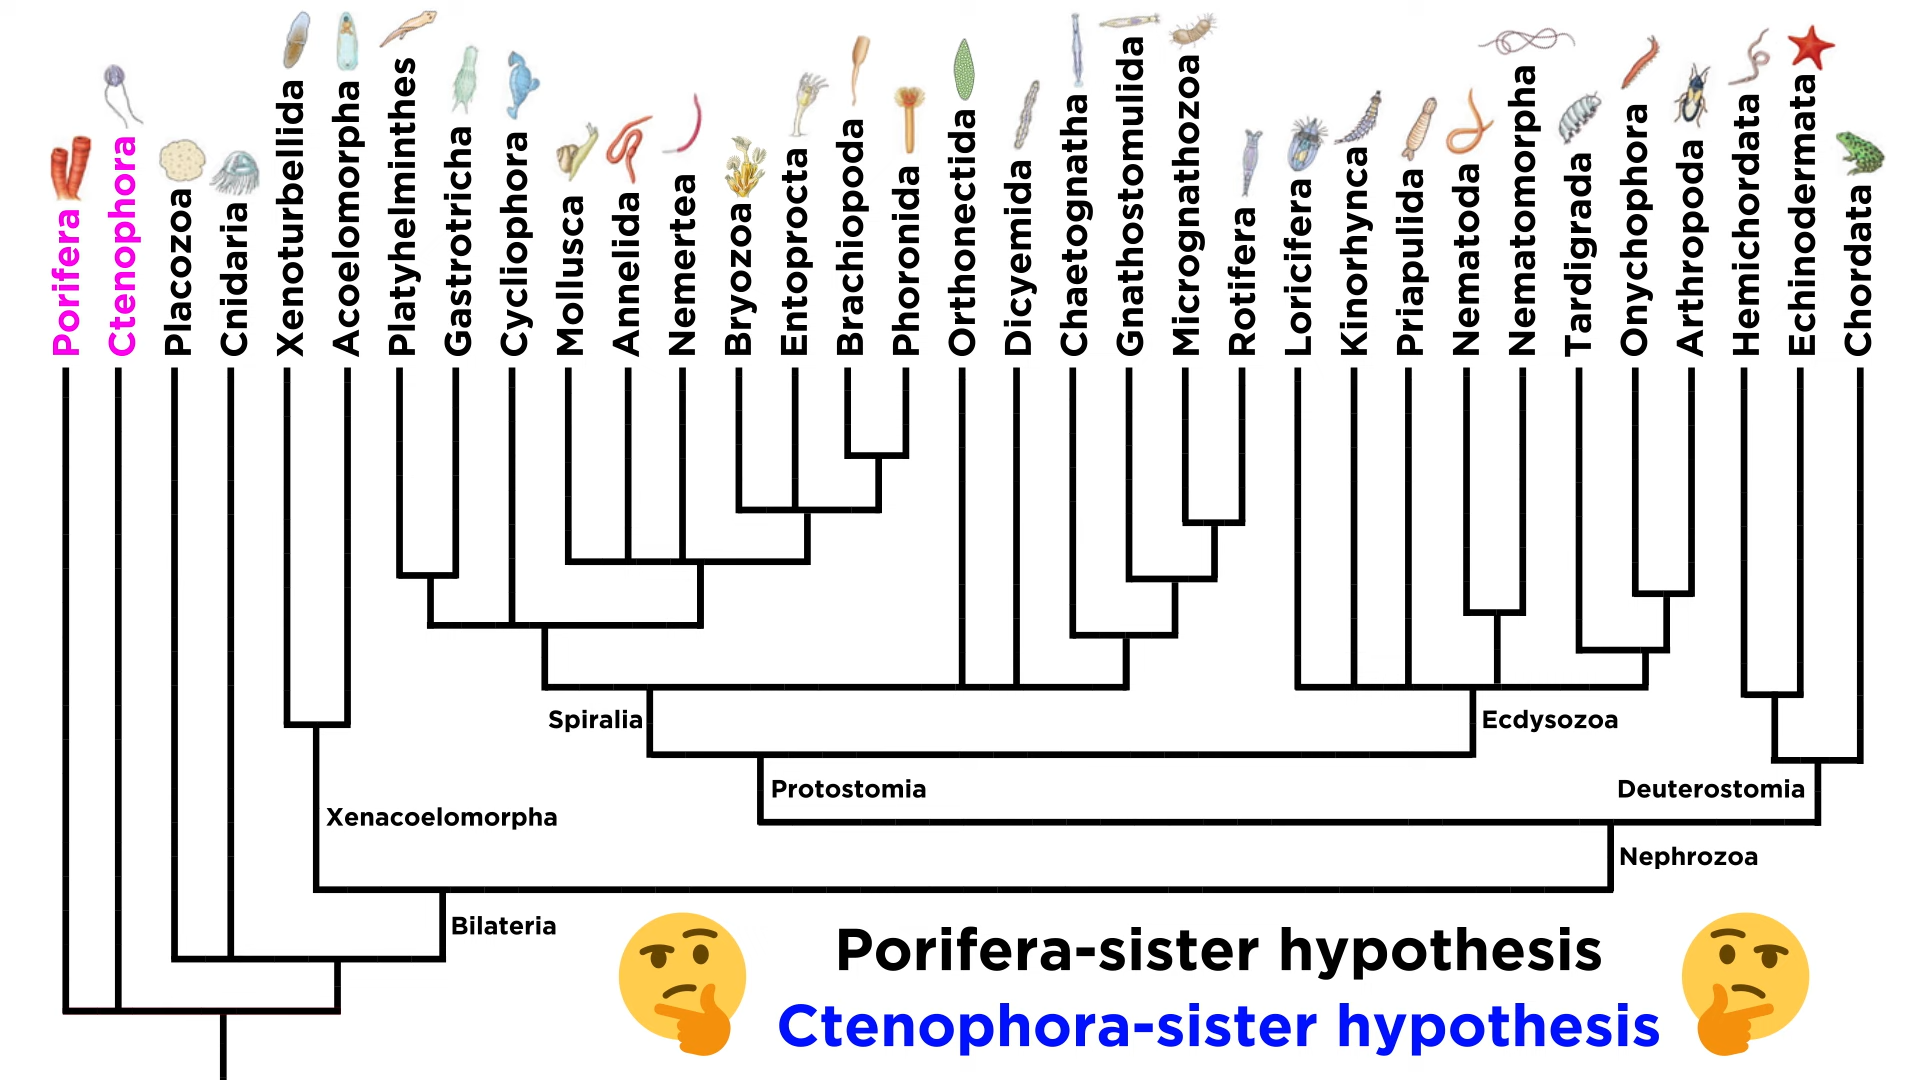 Porifera
Ctenophora
Placozoa
Cnidaria
Xenoturbellida
Acoelomorpha
Platyhelminthes
Gastrotricha
Cycliophora
Mollusca
Annelida
Nemertea
Bryozoa
Entoprocta
Brachiopoda
Phoronida
Orthonectida
Dicyemida
Chaetognatha
Gnathostomulida
Micrognathozoa
Rotifera
Loricifera
Kinorhynca
Priapulida
Nematoda
Nematomorpha
Tardigrada
Onychophora
Arthropoda
Hemichordata
Echinodermata
Chordata
Spiralia
Ecdysozoa
Protostomia
Deuterostomia
Xenacoelomorpha
Nephrozoa
Bilateria
Porifera-sister hypothesis
Ctenophora-sister hypothesis